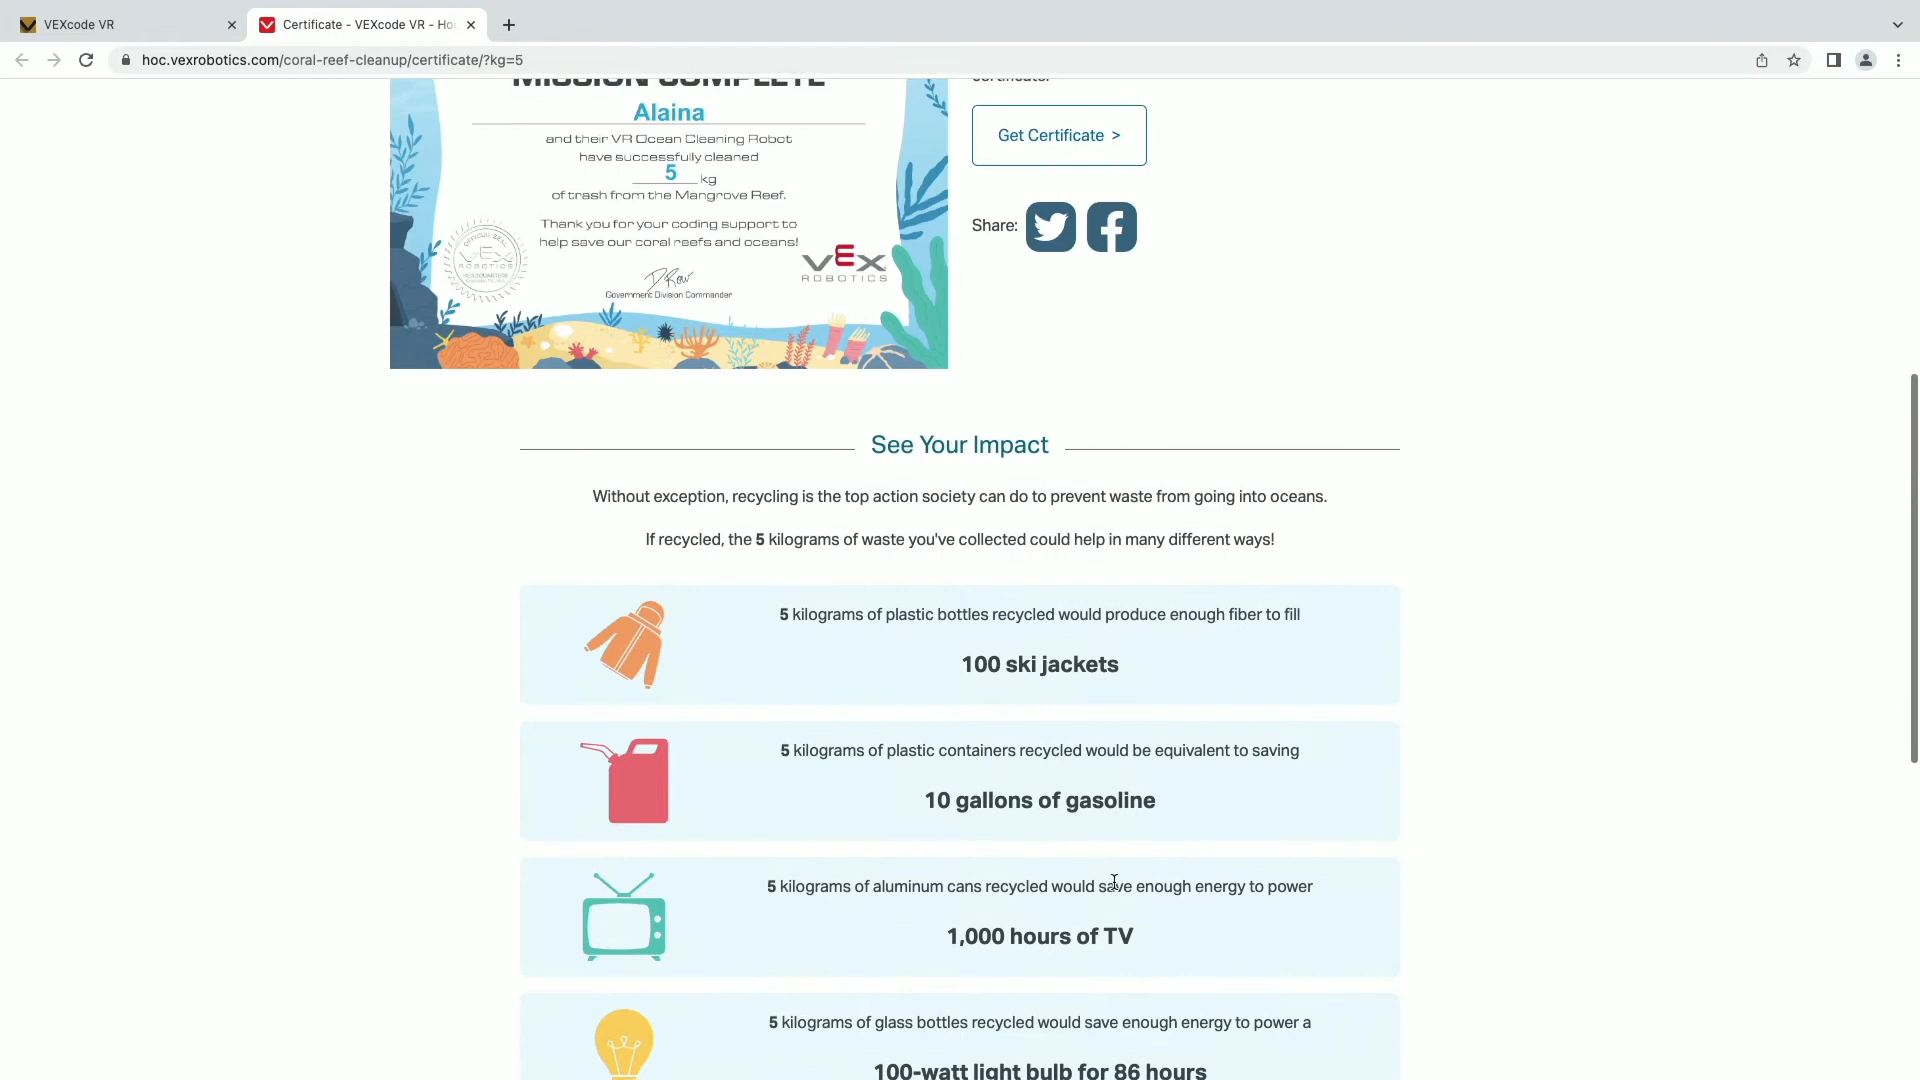 VEXcode VR
Certificate - VEXcode VR - Ho
hoc.vexrobotics.com/coral-reef-cleanup/certificate/?kg=5
MISSION COMPLETE
Alaina
and their VR Ocean Cleaning Robot
have successfully cleaned
5 kg
of trash from the Mangrove Reef.
Thank you for your coding support to
help save our coral reefs and oceans!
OFFICIAL SEAL
VEX
ROBOTICS
HEADQUARTERS
VEX
ROBOTICS
Government Division Commander
certificate.
Get Certificate >
Share:
See Your Impact
Without exception, recycling is the top action society can do to prevent waste from going into oceans.
If recycled, the 5 kilograms of waste you've collected could help in many different ways!
5 kilograms of plastic bottles recycled would produce enough fiber to fill
100 ski jackets
5 kilograms of plastic containers recycled would be equivalent to saving
10 gallons of gasoline
5 kilograms of aluminum cans recycled would save enough energy to power
1,000 hours of TV
5 kilograms of glass bottles recycled would save enough energy to power a
100-watt light bulb for 86 hours